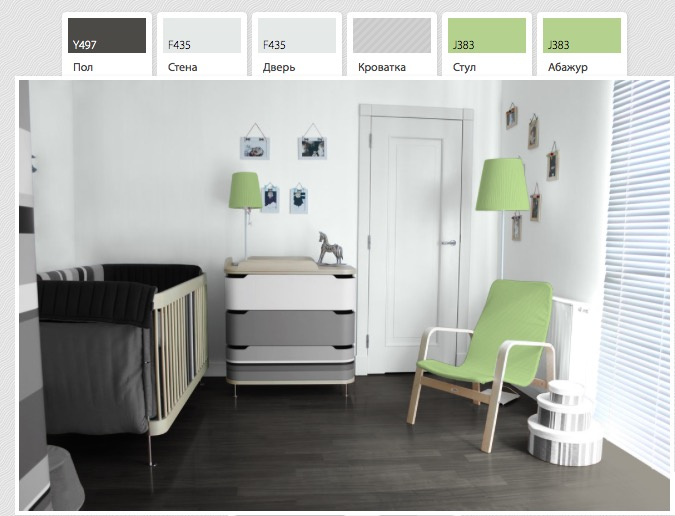 Y497
Пол
F435
Стена
F435
Дверь
Кроватка
J383
Стул
J383
Абажур